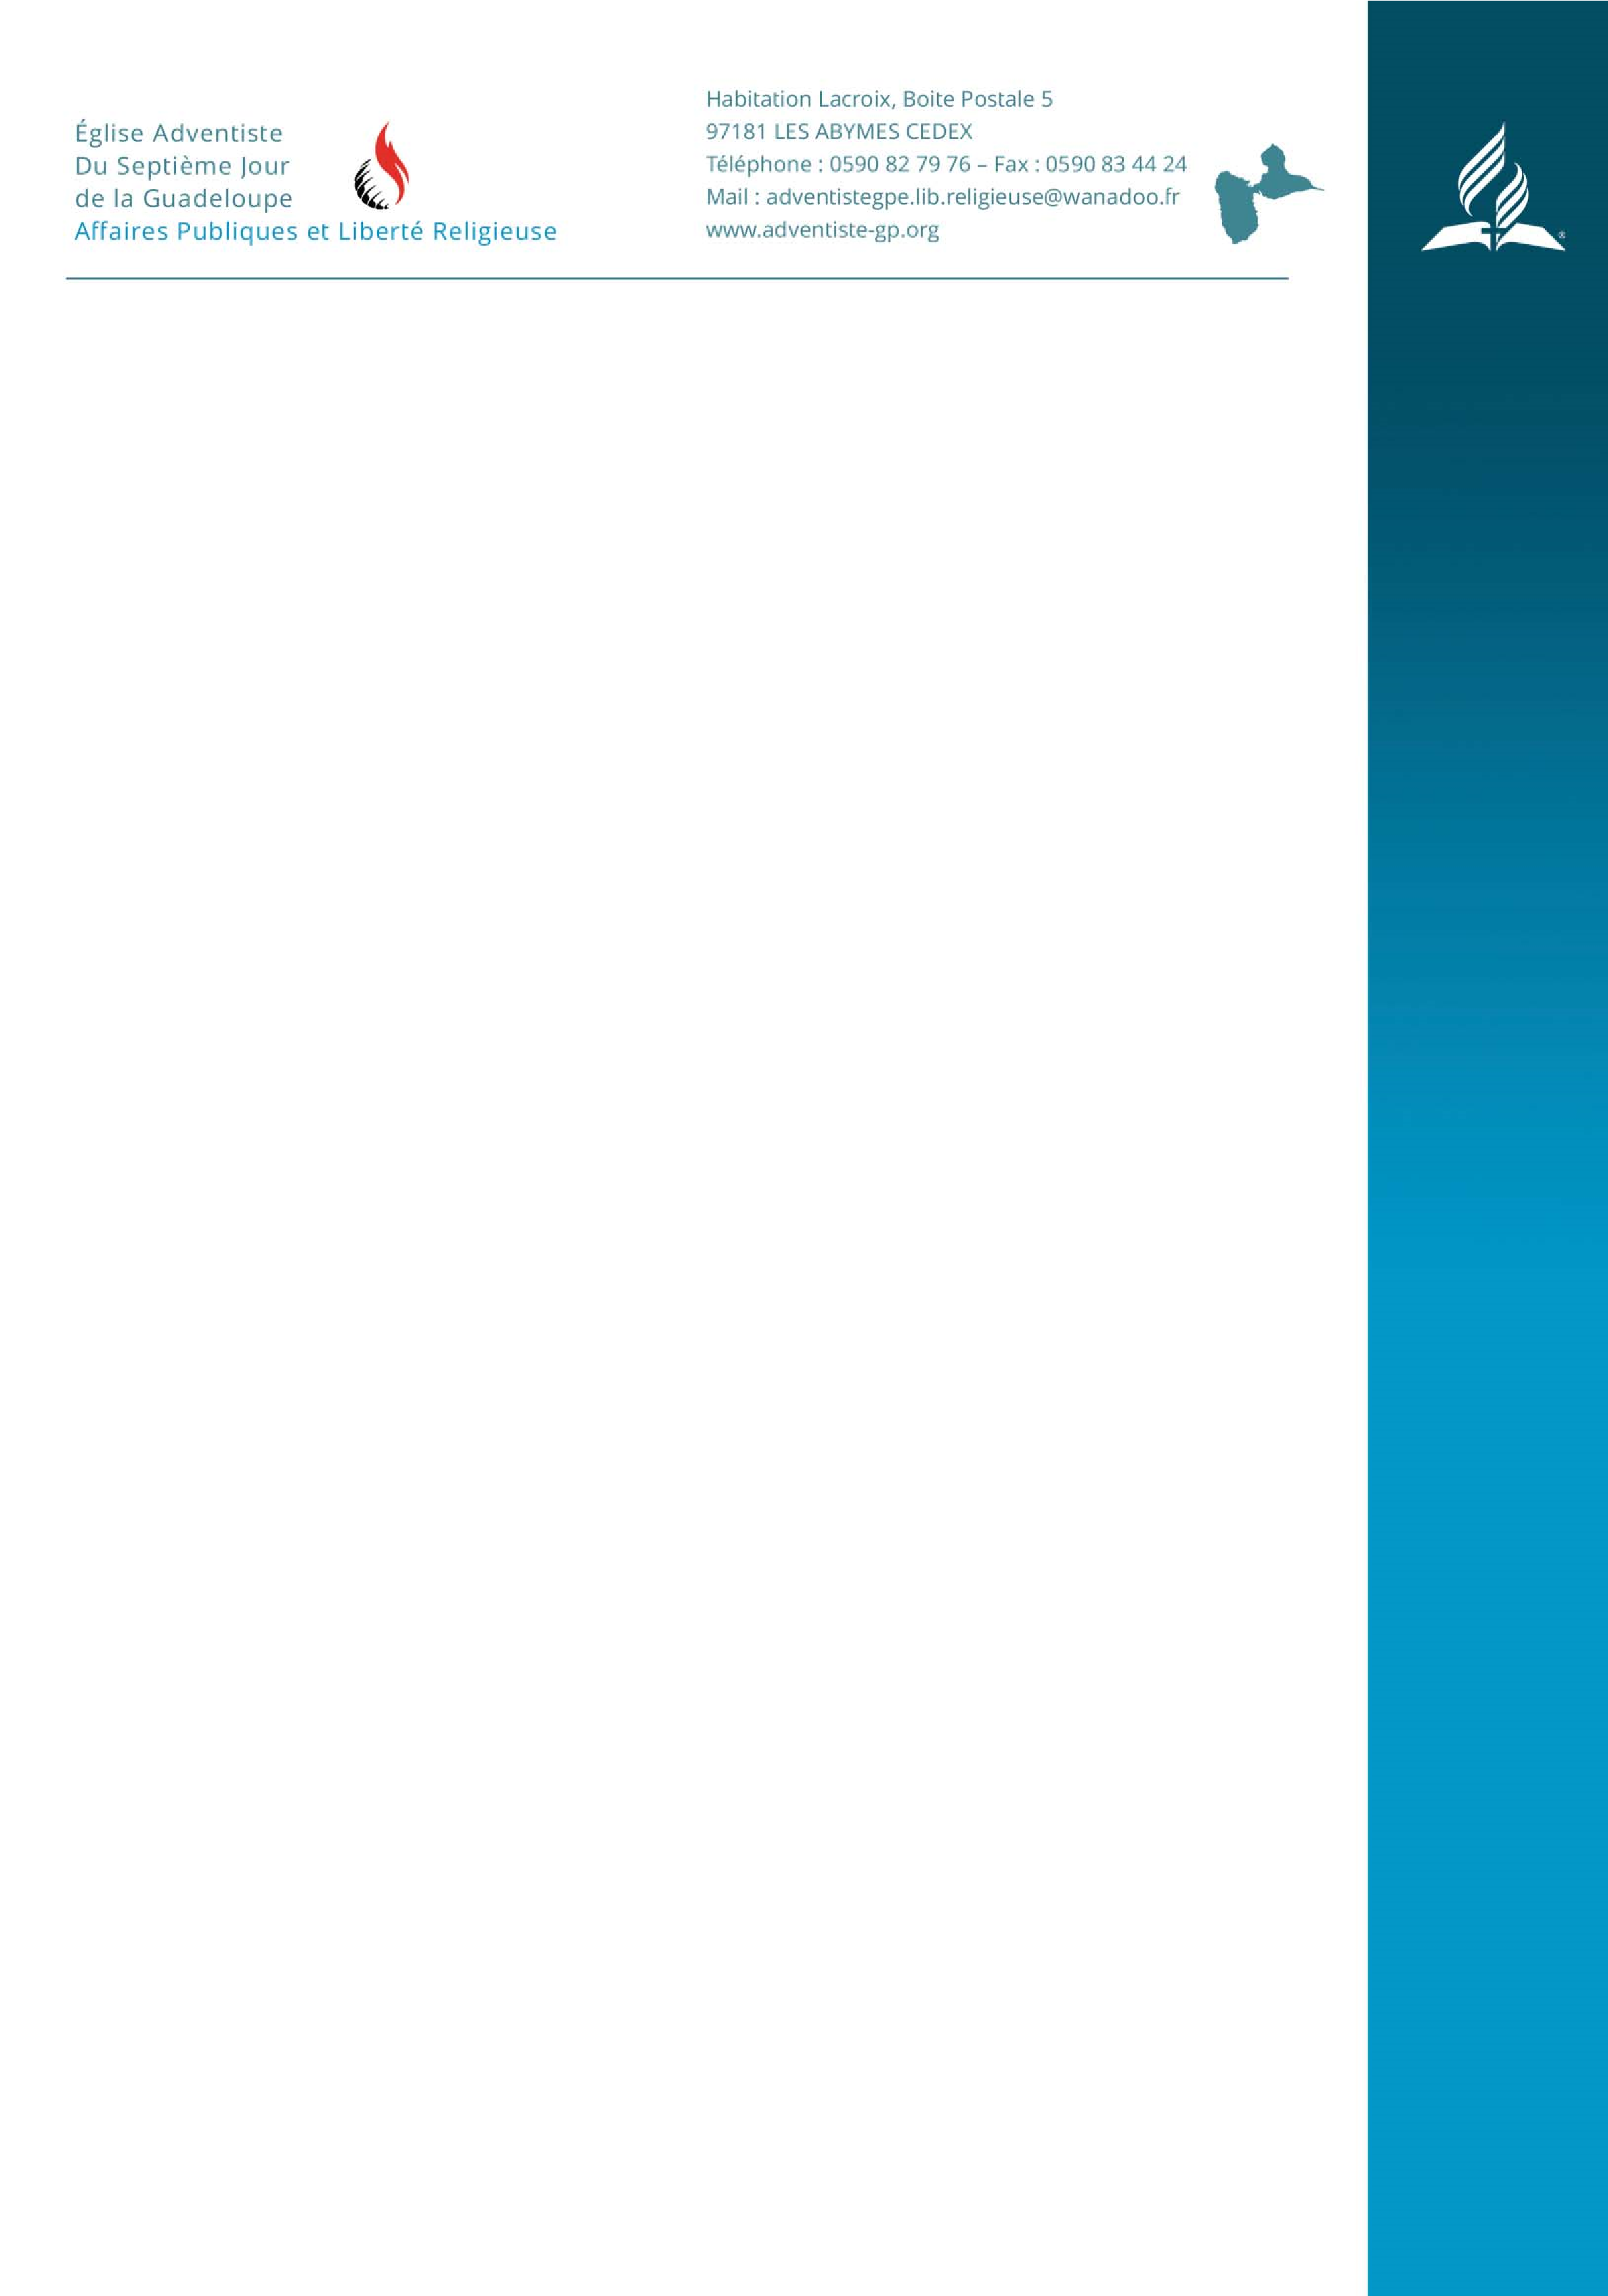 Église Adventiste
Du Septième Jour
de la Guadeloupe
Affaires Publiques et Liberté Religieuse
Habitation Lacroix, Boite Postale 5
97181 LES ABYMES CEDEX
Téléphone : 0590 82 79 76 – Fax : 0590 83 44 24
Mail : adventistegpe.lib.religieuse@wanadoo.fr
www.adventiste-gp.org
®